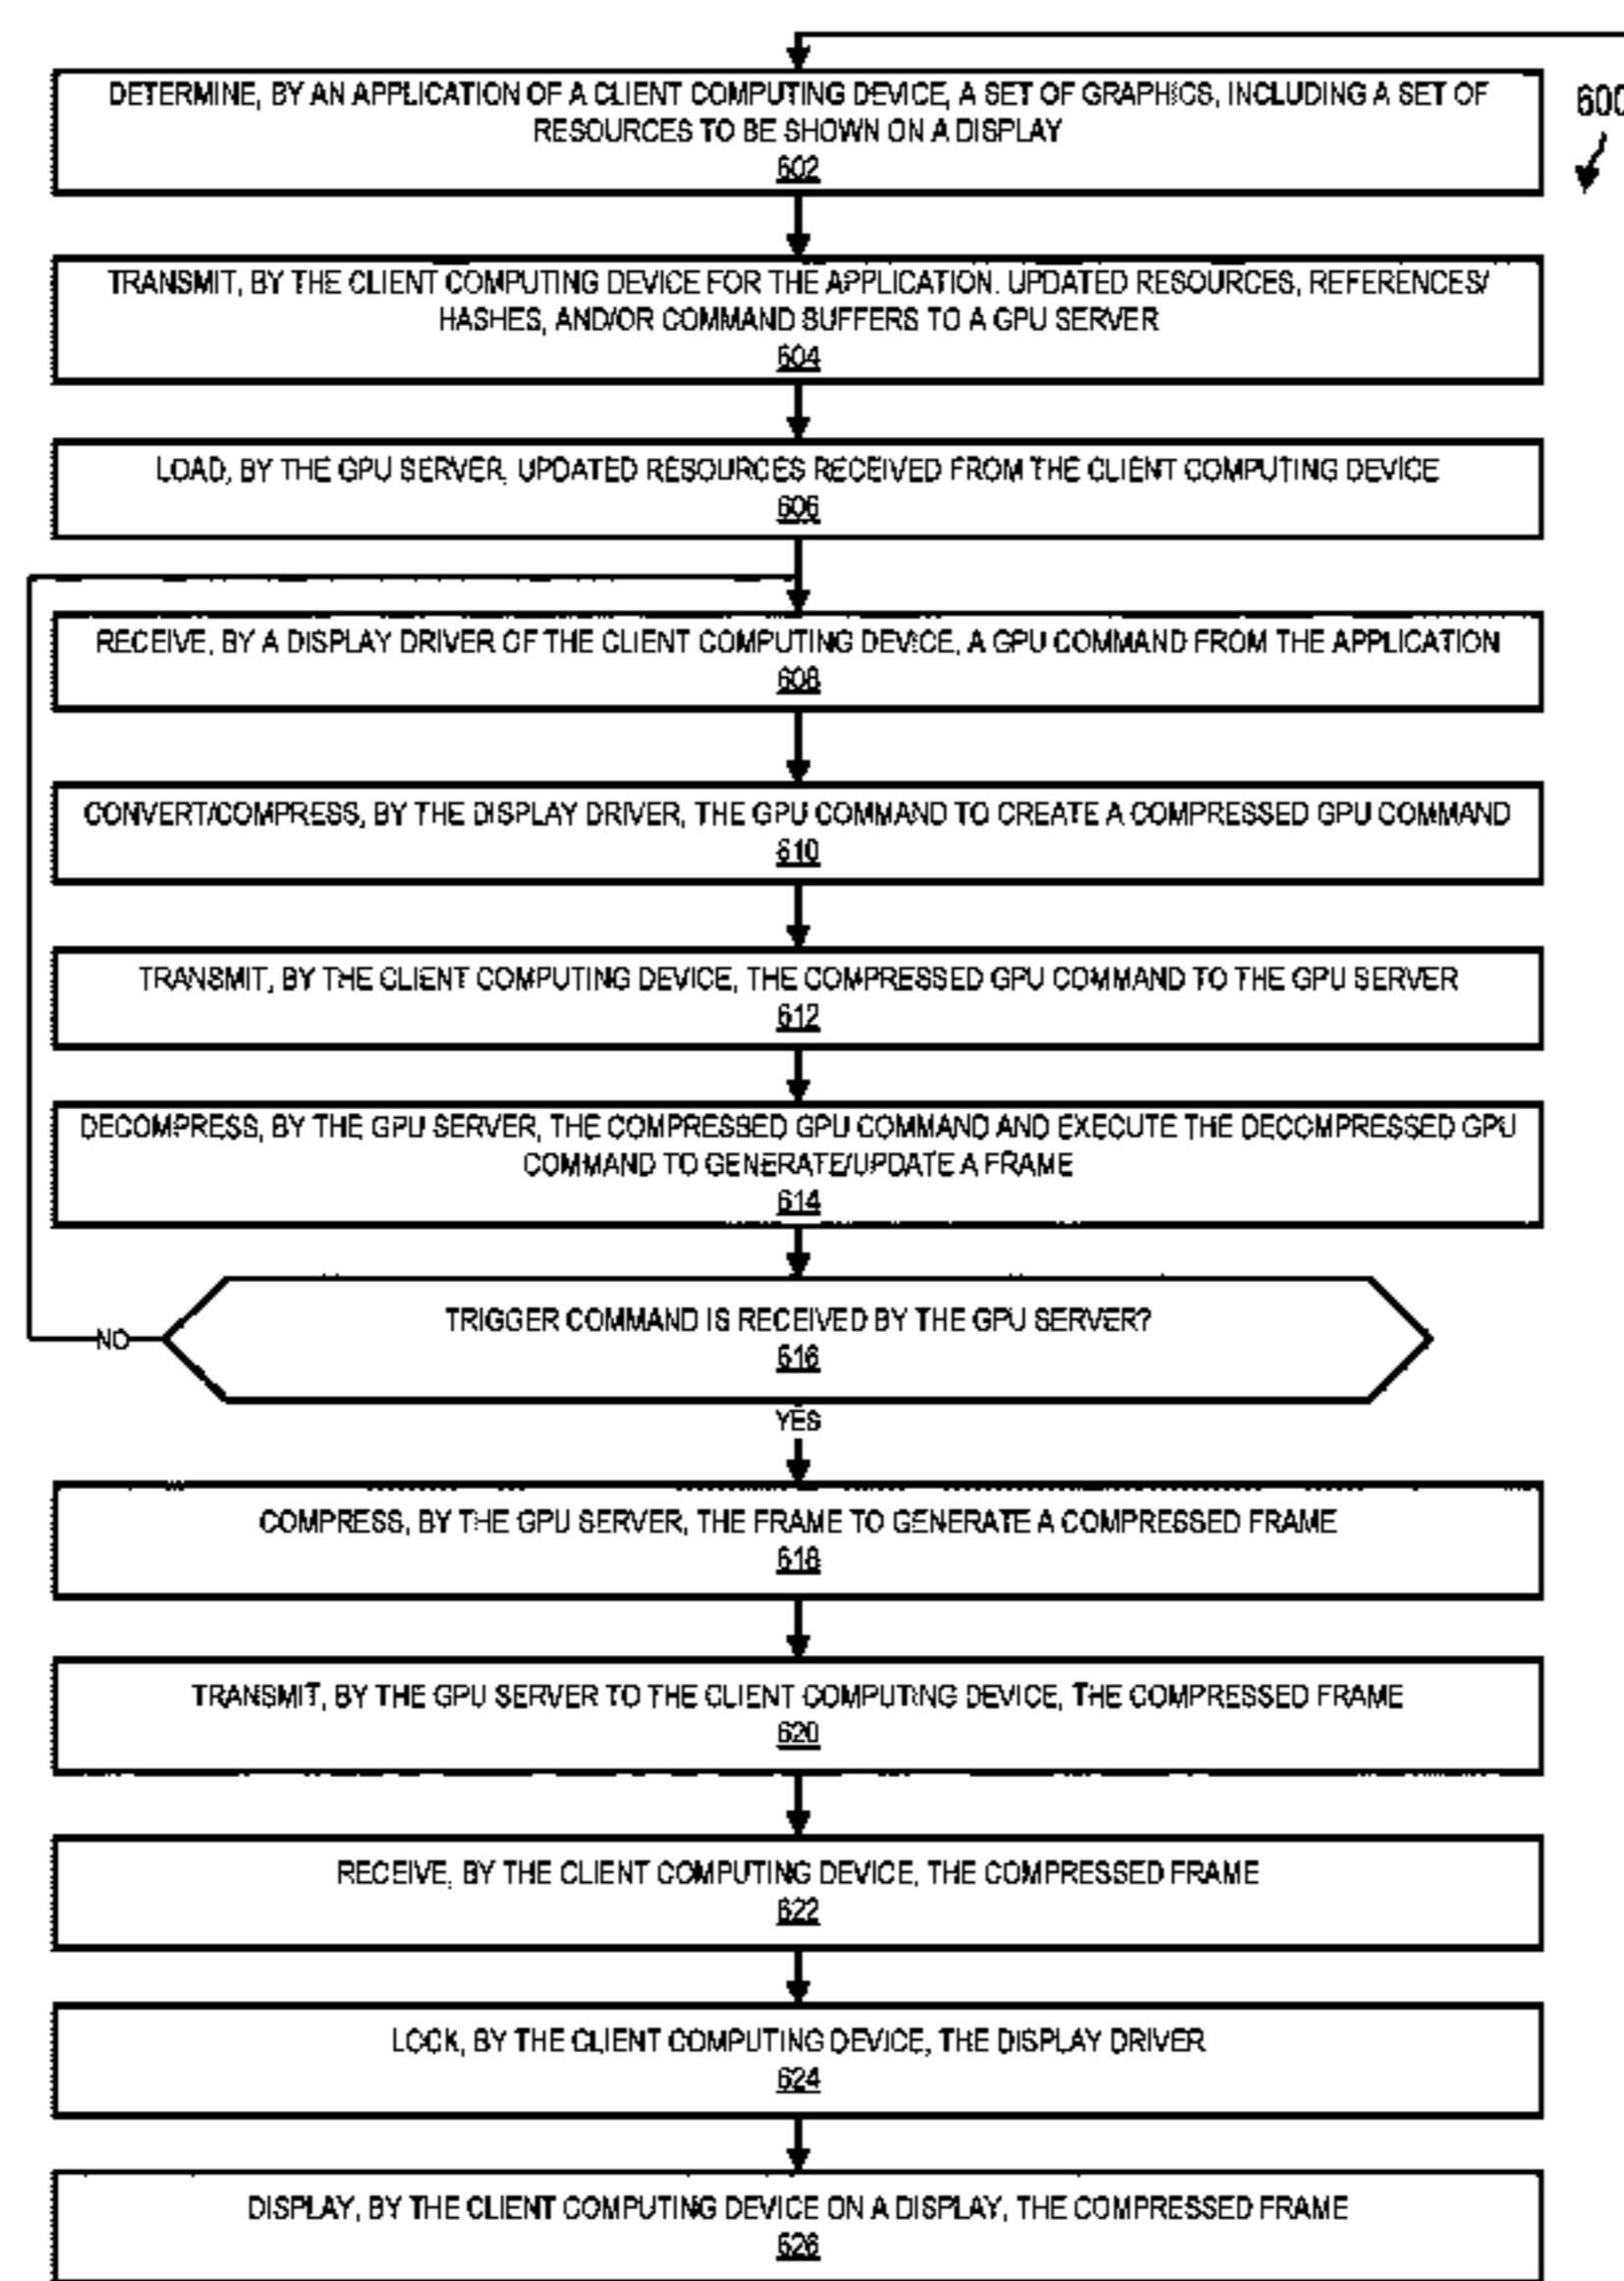 DETERMINE, BY AN APPLICATION OF A CLIENT COMPUTING DEVICE, A SET OF GRAPHICS, INCLUDING A SET OF
RESOURCES TO BE SHOWN ON A DISPLAY
602
600
TRANSMIT, BY THE CLIENT COMPUTING DEVICE FOR THE APPLICATION. UPDATED RESOURCES, REFERENCES/
HASHES, AND/OR COMMAND BUFFERS TO A GPU SERVER
604
LOAD, BY THE GPU SERVER, UPDATED RESOURCES RECEIVED FROM THE CLIENT COMPUTING DEVICE
606
RECEIVE, BY A DISPLAY DRIVER OF THE CLIENT COMPUTING DEVICE, A GPU COMMAND FROM THE APPLICATION
608
CONVERT/COMPRESS, BY THE DISPLAY DRIVER, THE GPU COMMAND TO CREATE A COMPRESSED GPU COMMAND
610
TRANSMIT, BY THE CLIENT COMPUTING DEVICE, THE COMPRESSED GPU COMMAND TO THE GPU SERVER
612
DECOMPRESS, BY THE GPU SERVER, THE COMPRESSED GPU COMMAND AND EXECUTE THE DECOMPRESSED GPU
COMMAND TO GENERATE/UPDATE A FRAME
614
TRIGGER COMMAND IS RECEIVED BY THE GPU SERVER?
616
NO
YES
COMPRESS, BY THE GPU SERVER, THE FRAME TO GENERATE A COMPRESSED FRAME
618
TRANSMIT, BY THE GPU SERVER TO THE CLIENT COMPUTING DEVICE, THE COMPRESSED FRAME
620
RECEIVE, BY THE CLIENT COMPUTING DEVICE, THE COMPRESSED FRAME
622
LOCK, BY THE CLIENT COMPUTING DEVICE, THE DISPLAY DRIVER
624
DISPLAY, BY THE CLIENT COMPUTING DEVICE ON A DISPLAY, THE COMPRESSED FRAME
626